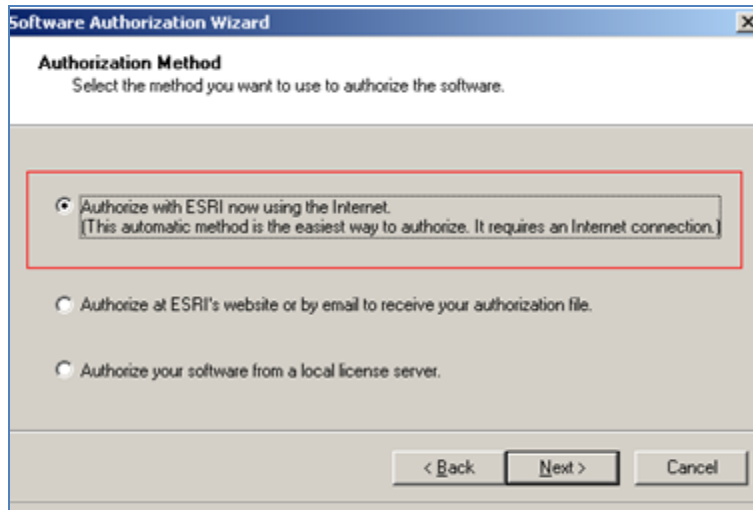 Software Authorization Wizard
Authorization Method
Select the method you want to use to authorize the software.
Authorize with ESRI now using the Internet.
(This automatic method is the easiest way to authorize. It requires an Internet connection.)
Authorize at ESRI's website or by email to receive your authorization file.
Authorize your software from a local license server.
< Back
Next >
Cancel